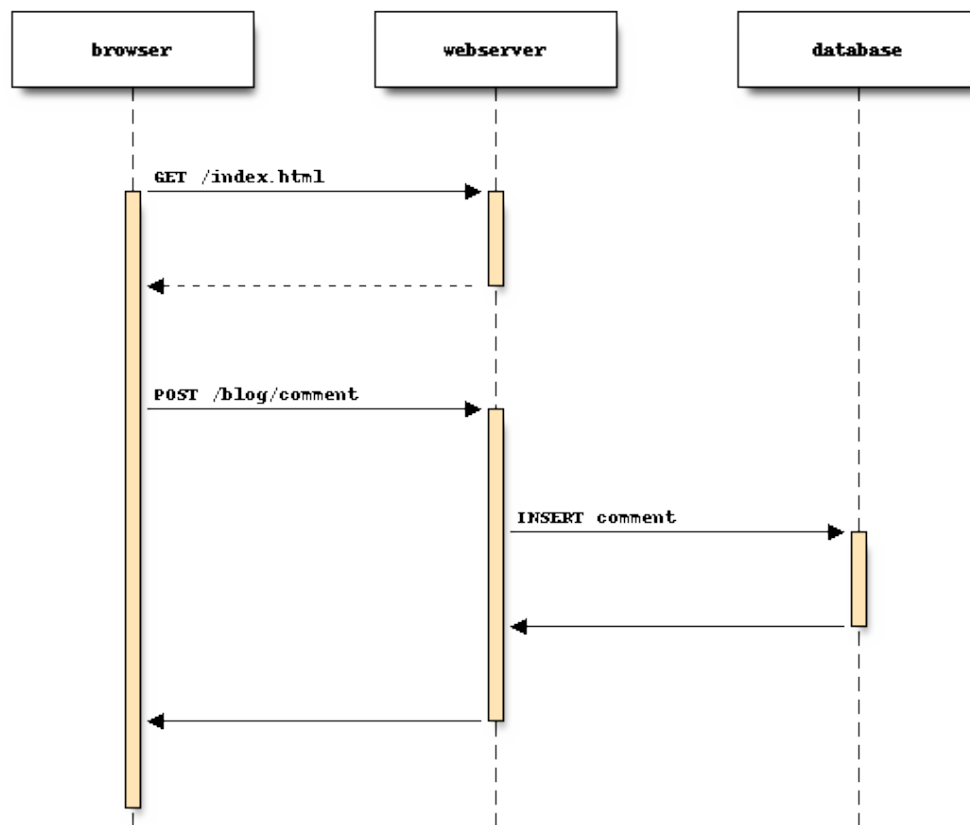 browser
webserver
database
GET /index.html
POST /blog/comment
INSERT comment